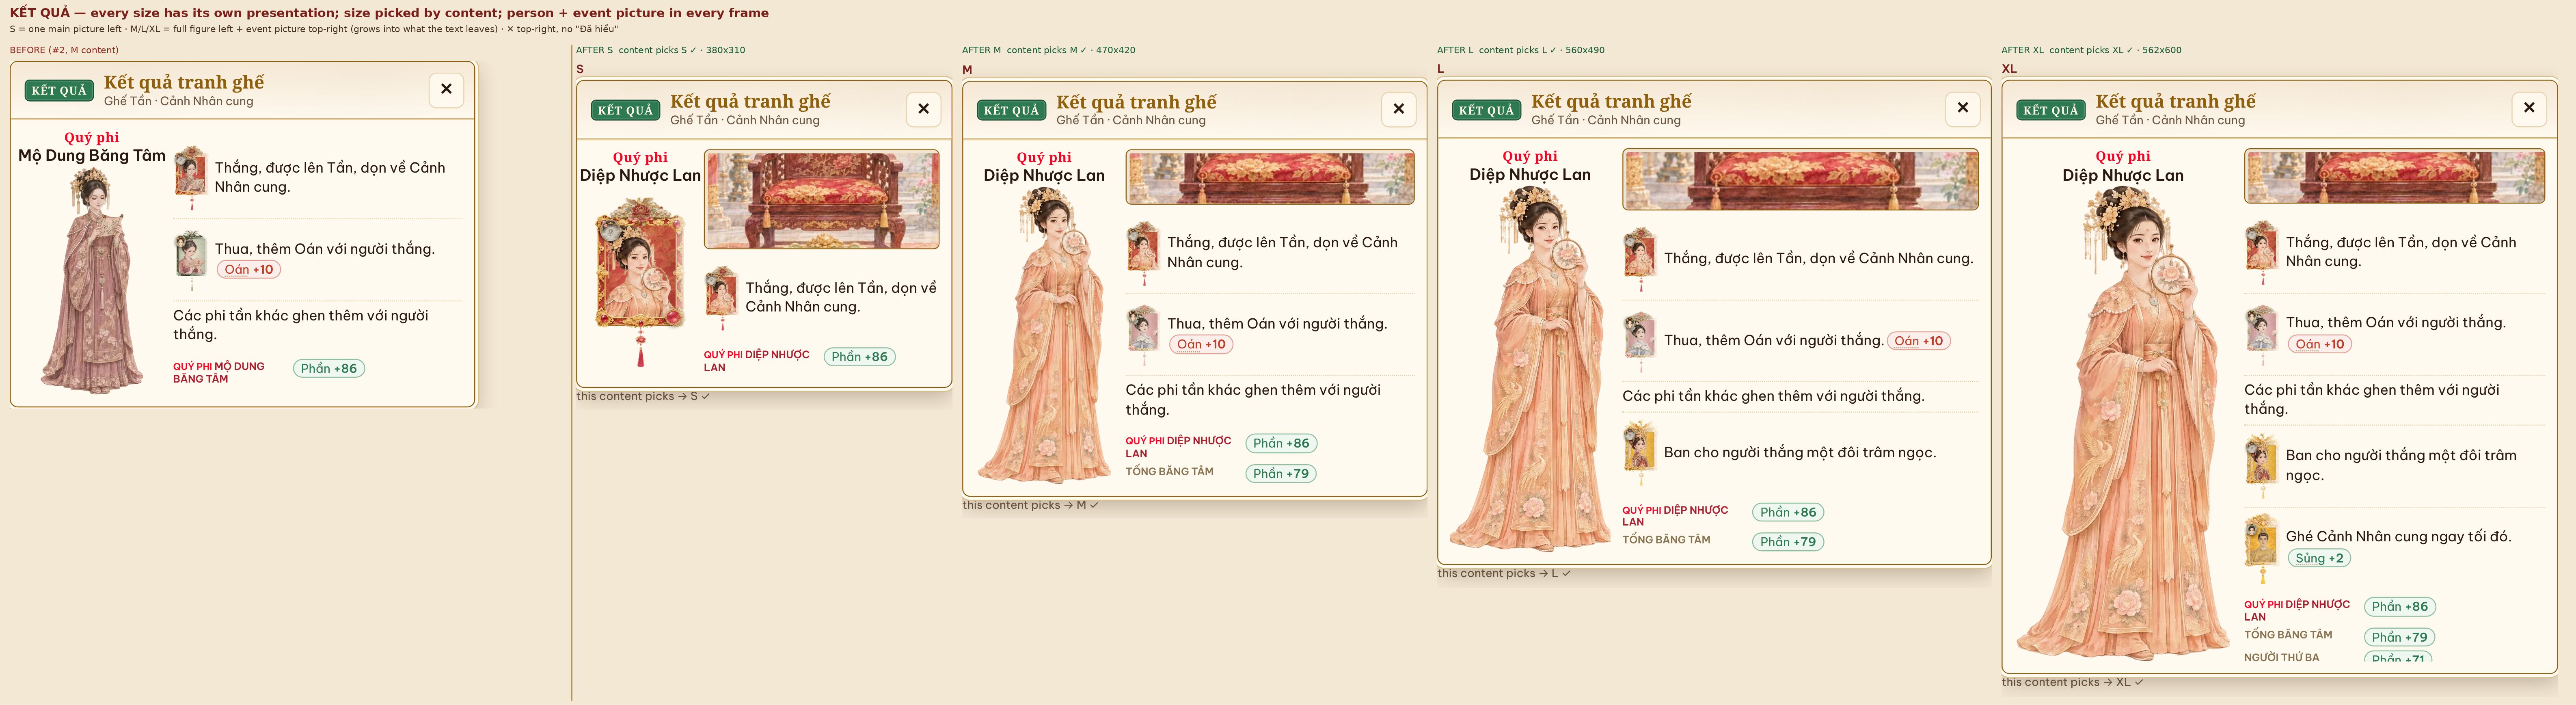 KẾT QUẢ — every size has its own presentation; size picked by content; person + event picture in every frame
S = one main picture left · M/L/XL = full figure left + event picture top-right (grows into what the text leaves) · ✕ top-right, no "Đã hiểu"
BEFORE (#2, M content)
KẾT QUẢ
Kết quả tranh ghế
Ghế Tần · Cảnh Nhân cung
✕
Quý phi
Mộ Dung Băng Tâm
Thắng, được lên Tần, dọn về Cảnh
Nhân cung.
Thua, thêm Oán với người thắng.
Oán +10
Các phi tần khác ghen thêm với người
thắng.
QUÝ PHI MỘ DUNG
BĂNG TÂM
Phần +86
AFTER S  content picks S ✓ · 380x310
S
KẾT QUẢ
Kết quả tranh ghế
Ghế Tần · Cảnh Nhân cung
✕
Quý phi
Diệp Nhược Lan
Thắng, được lên Tần, dọn về
Cảnh Nhân cung.
QUÝ PHI DIỆP NHƯỢC
LAN
Phần +86
this content picks → S ✓
AFTER M  content picks M ✓ · 470x420
M
KẾT QUẢ
Kết quả tranh ghế
Ghế Tần · Cảnh Nhân cung
✕
Quý phi
Diệp Nhược Lan
Thắng, được lên Tần, dọn về Cảnh
Nhân cung.
Thua, thêm Oán với người thắng.
Oán +10
Các phi tần khác ghen thêm với người
thắng.
QUÝ PHI DIỆP NHƯỢC
LAN
Phần +86
TỐNG BĂNG TÂM
Phần +79
this content picks → M ✓
AFTER L  content picks L ✓ · 560x490
L
KẾT QUẢ
Kết quả tranh ghế
Ghế Tần · Cảnh Nhân cung
✕
Quý phi
Diệp Nhược Lan
Thắng, được lên Tần, dọn về Cảnh Nhân cung.
Thua, thêm Oán với người thắng. Oán +10
Các phi tần khác ghen thêm với người thắng.
Ban cho người thắng một đôi trâm ngọc.
QUÝ PHI DIỆP NHƯỢC
LAN
Phần +86
TỐNG BĂNG TÂM
Phần +79
this content picks → L ✓
AFTER XL  content picks XL ✓ · 562x600
XL
KẾT QUẢ
Kết quả tranh ghế
Ghế Tần · Cảnh Nhân cung
✕
Quý phi
Diệp Nhược Lan
Thắng, được lên Tần, dọn về Cảnh
Nhân cung.
Thua, thêm Oán với người thắng.
Oán +10
Các phi tần khác ghen thêm với người
thắng.
Ban cho người thắng một đôi trâm
ngọc.
Ghé Cảnh Nhân cung ngay tối đó.
Sủng +2
QUÝ PHI DIỆP NHƯỢC
LAN
Phần +86
TỐNG BĂNG TÂM
Phần +79
NGƯỜI THỨ BA
Phần +71
this content picks → XL ✓